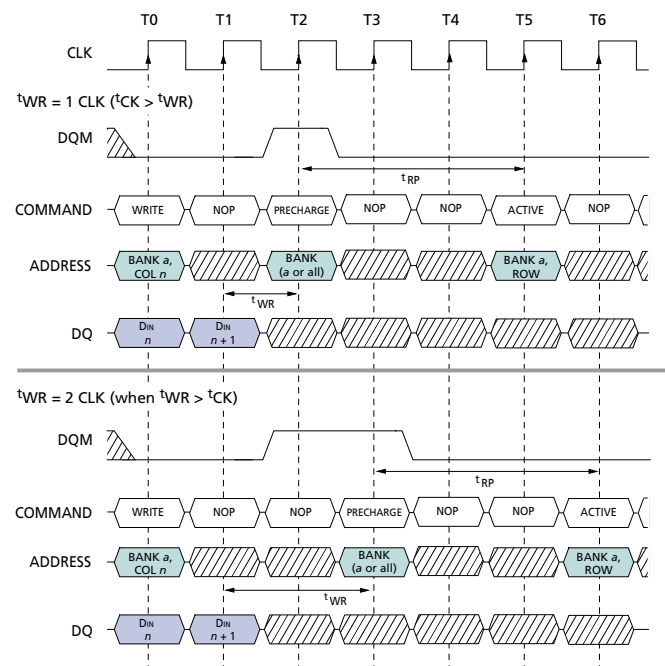 T0 T1 T2 T3 T4 T5 T6
CLK
tWR = 1 CLK (tCK > tWR)
DQM
tRP
COMMAND WRITE NOP PRECHARGE NOP NOP ACTIVE NOP
ADDRESS BANK a, COL n BANK (a or all) BANK a, ROW
tWR
DQ DIN n DIN n + 1
tWR = 2 CLK (when tWR > tCK)
DQM
tRP
COMMAND WRITE NOP NOP PRECHARGE NOP NOP ACTIVE
ADDRESS BANK a, COL n BANK (a or all) BANK a, ROW
tWR
DQ DIN n DIN n + 1